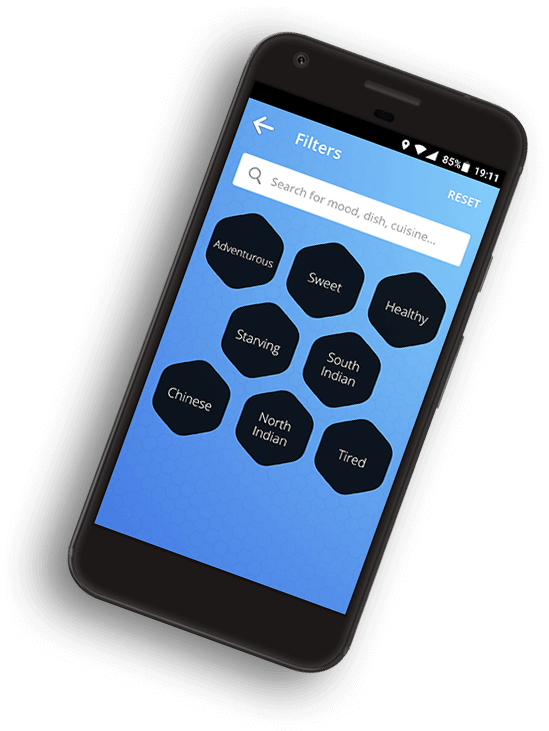 85% 19:11
Filters
RESET
Search for mood, dish, cuisine...
Adventurous
Sweet
Healthy
Starving
South
Indian
Chinese
North
Indian
Tired